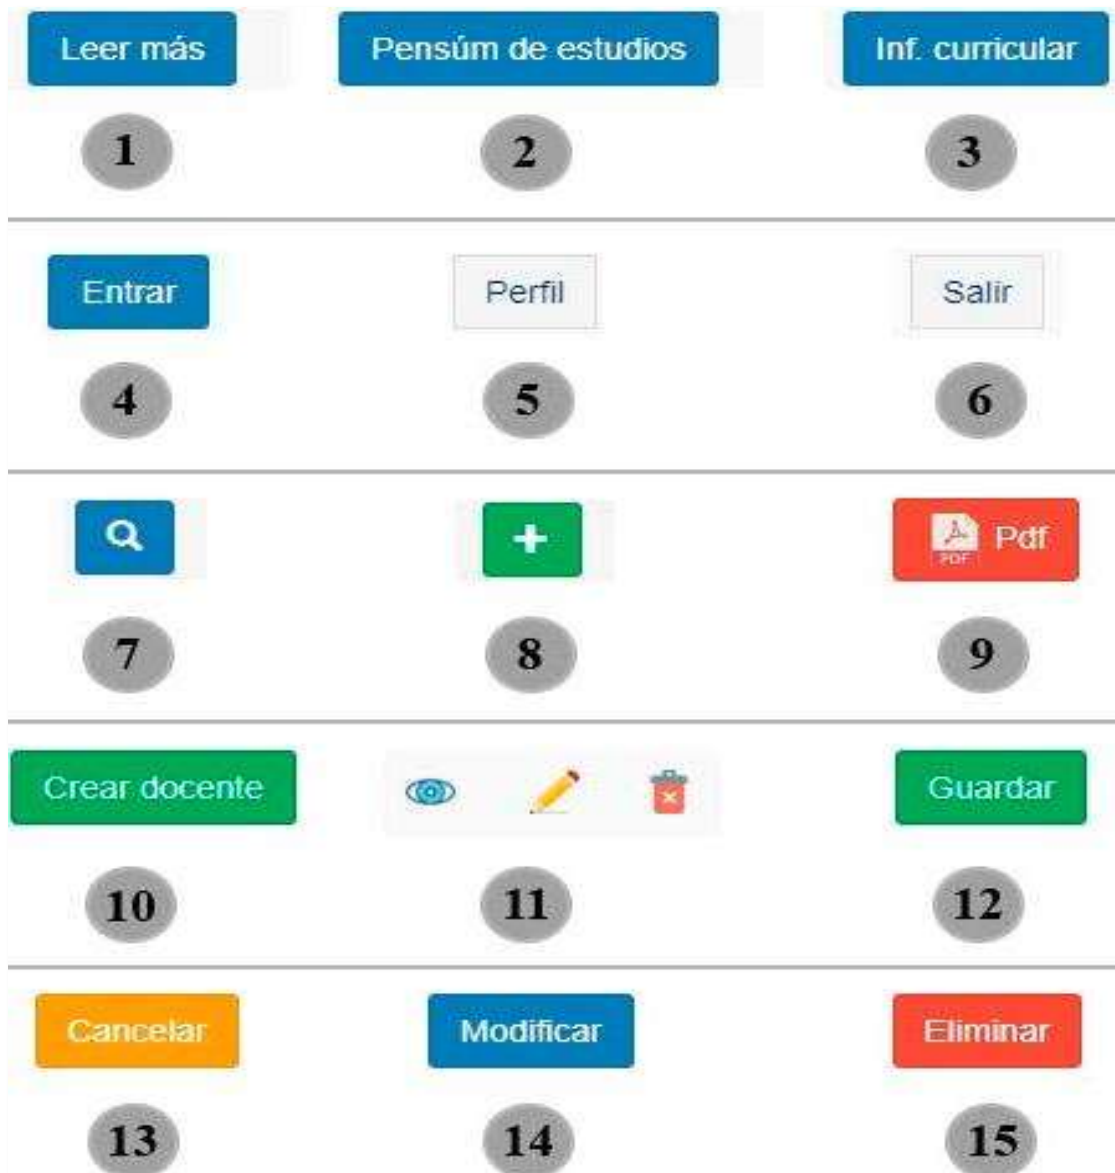 Leer más Pensúm de estudios Inf. curricular
1 2 3
Entrar Perfil Salir
4 5 6
PDF Pdf
7 8 9
Crear docente Guardar
10 11 12
Cancelar Modificar Eliminar
13 14 15